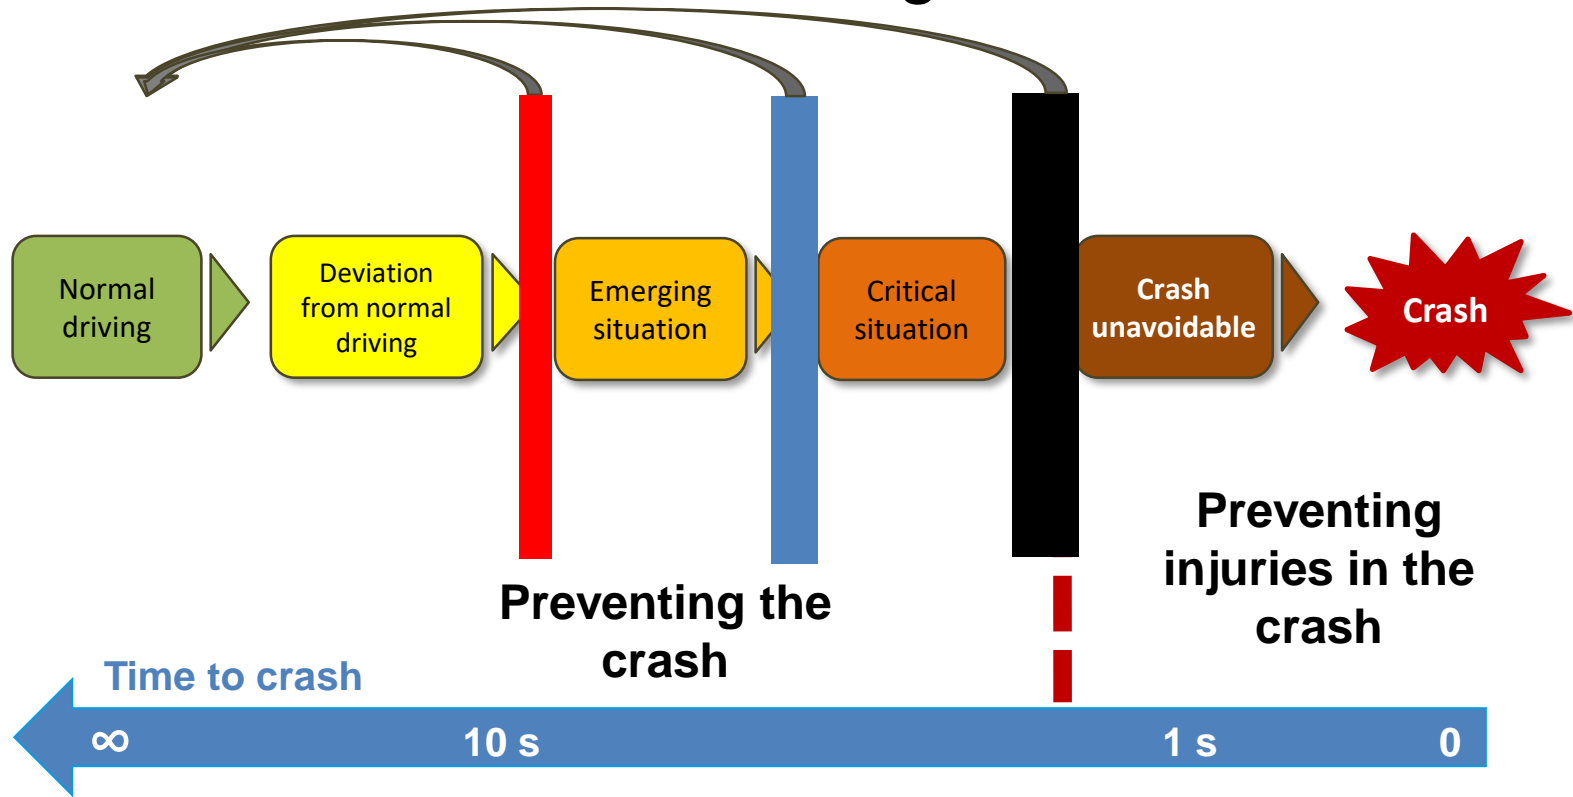 Normal
driving
Deviation
from normal
driving
Emerging
situation
Critical
situation
Crash
unavoidable
Crash
Preventing the
crash
Preventing
injuries in the
crash
Time to crash
∞ 10 s 1 s 0